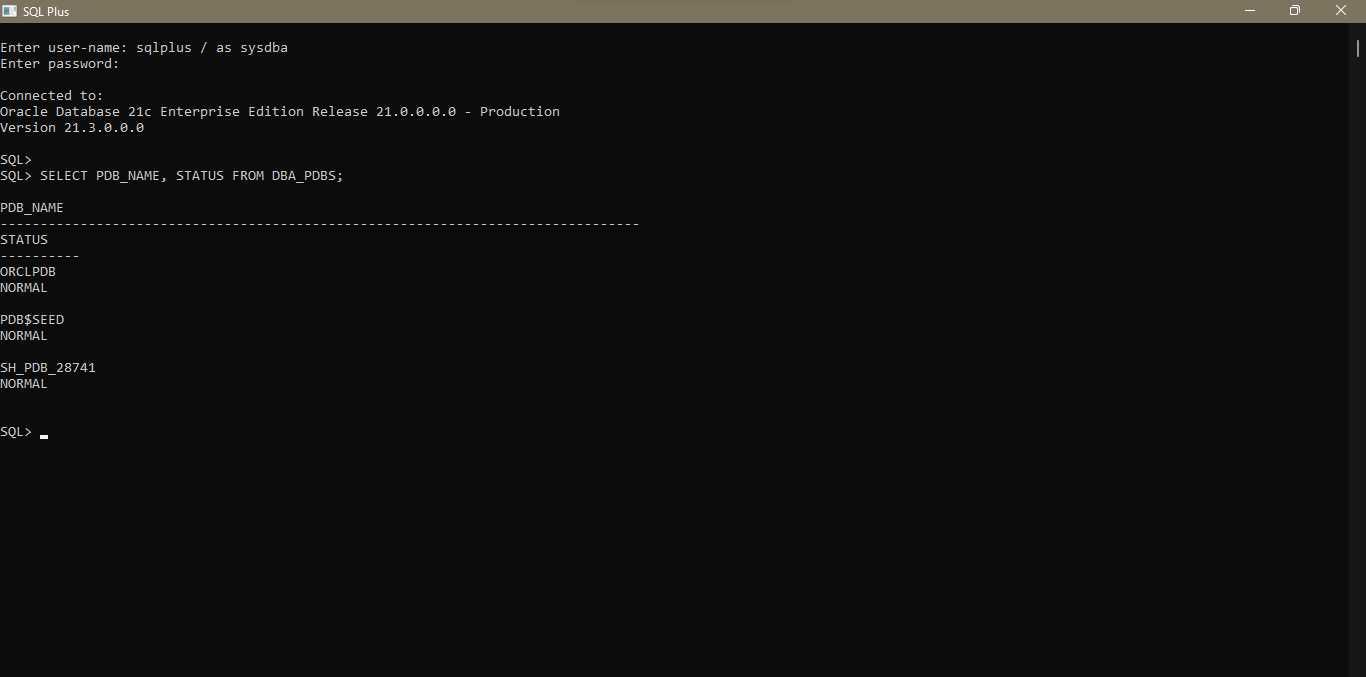 SQL Plus
Enter user-name: sqlplus / as sysdba
Enter password:
Connected to:
Oracle Database 21c Enterprise Edition Release 21.0.0.0.0 - Production
Version 21.3.0.0.0
SQL>
SQL> SELECT PDB_NAME, STATUS FROM DBA_PDBS;
PDB_NAME
--------------------------------------------------------------------------------
STATUS
----------
ORCLPDB
NORMAL
PDB$SEED
NORMAL
SH_PDB_28741
NORMAL
SQL>